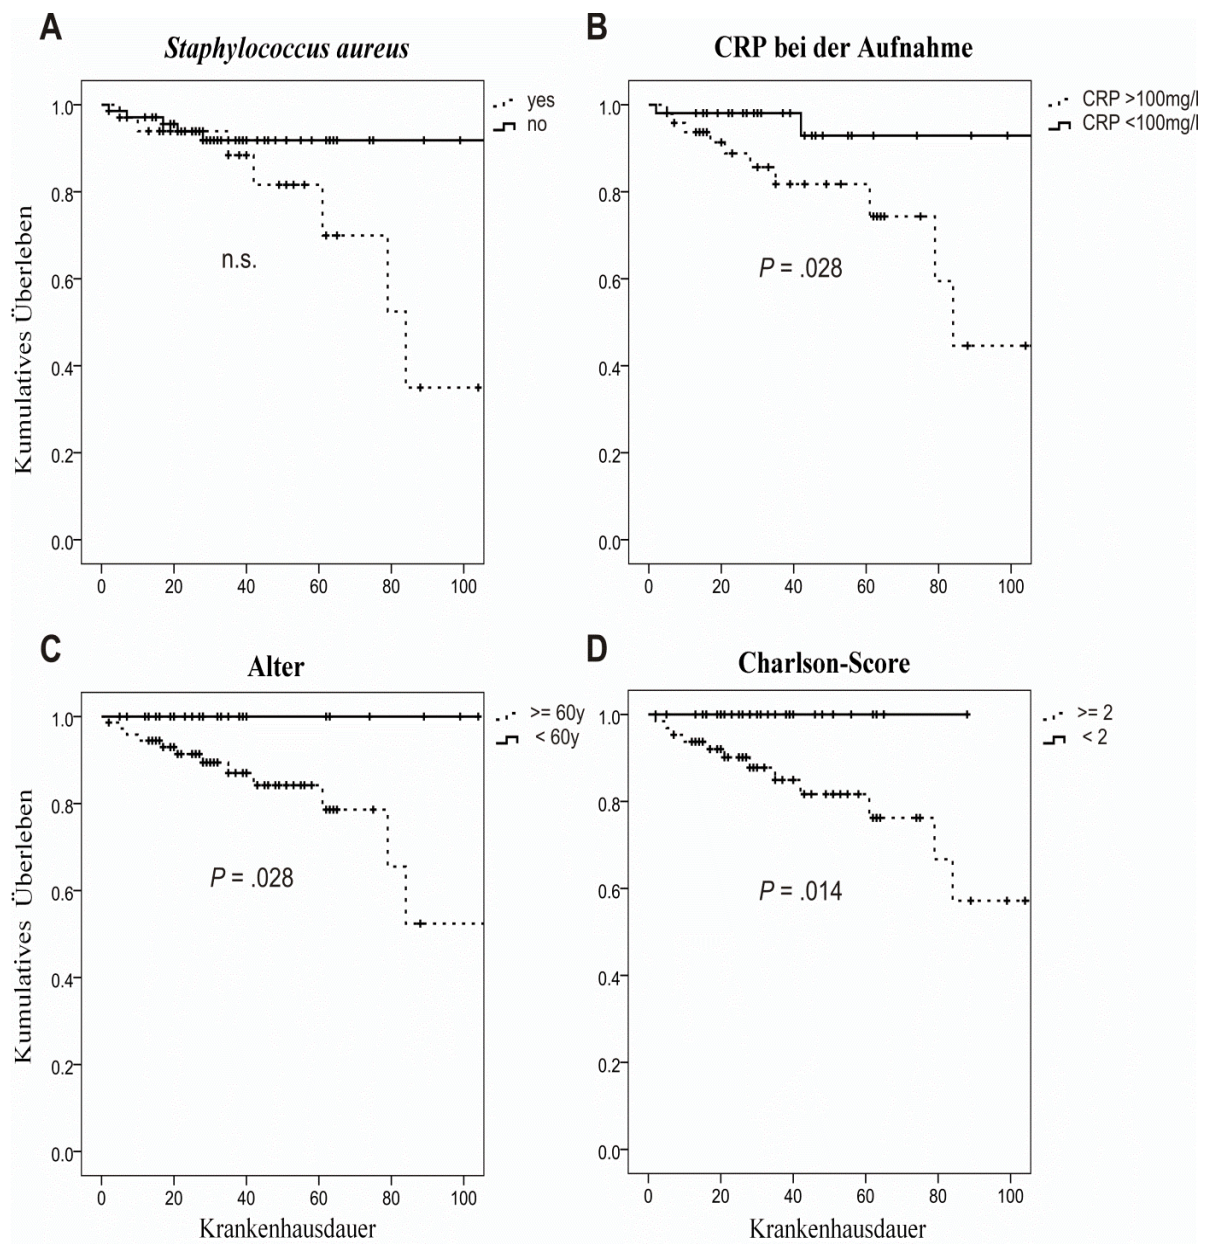 A
Staphylococcus aureus
yes
no
1.0
0.8
0.6
0.4
0.2
0.0
Kumulatives Überleben
n.s.
0 20 40 60 80 100
B
CRP bei der Aufnahme
CRP >100mg/l
CRP <100mg/l
1.0
0.8
0.6
0.4
0.2
0.0
P = .028
0 20 40 60 80 100
C
Alter
>= 60y
< 60y
1.0
0.8
0.6
0.4
0.2
0.0
Kumulatives Überleben
P = .028
0 20 40 60 80 100
Krankenhausdauer
D
Charlson-Score
>= 2
< 2
1.0
0.8
0.6
0.4
0.2
0.0
P = .014
0 20 40 60 80 100
Krankenhausdauer